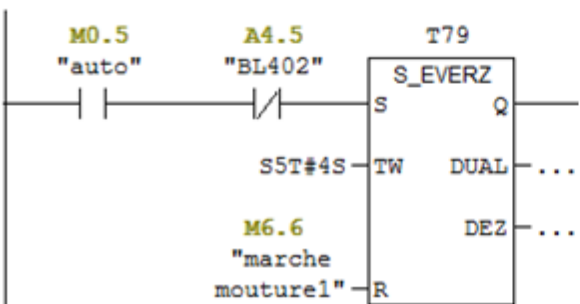 M0.5 A4.5 T79
"auto" "BL402" S_EVERZ
S Q
S5T#4S TW DUAL ...
M6.6 DEZ ...
"marche
mouture1" R